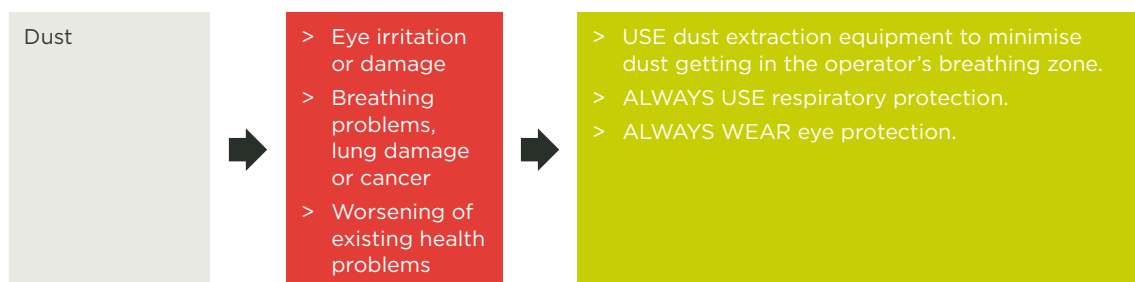 Dust
> Eye irritation
or damage
> Breathing
problems,
lung damage
or cancer
> Worsening of
existing health
problems
> USE dust extraction equipment to minimise
dust getting in the operator’s breathing zone.
> ALWAYS USE respiratory protection.
> ALWAYS WEAR eye protection.